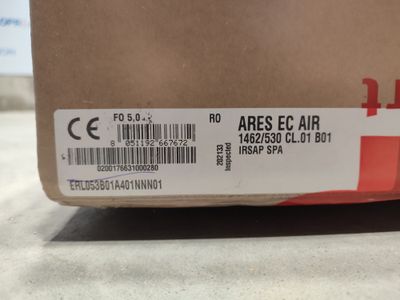 FO 5,0
RO
ARES EC AIR
1462/530 CL.01 B01
IRSAP SPA
CE
8 051192 667672
282133
Inspected
0200176631000280
ERL053B01A401NNN01